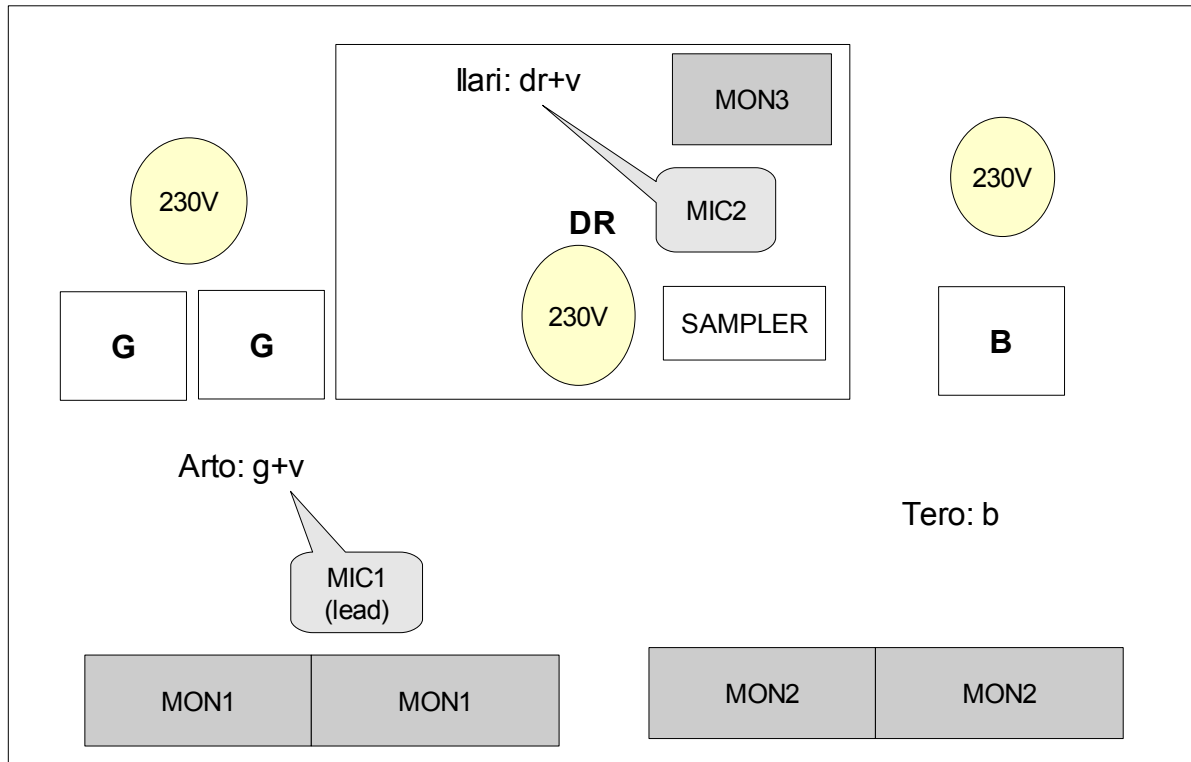 Ilari: dr+v
MON3
230V
MIC2
230V
DR
230V
SAMPLER
G
G
B
Arto: g+v
Tero: b
MIC1
(lead)
MON1
MON1
MON2
MON2